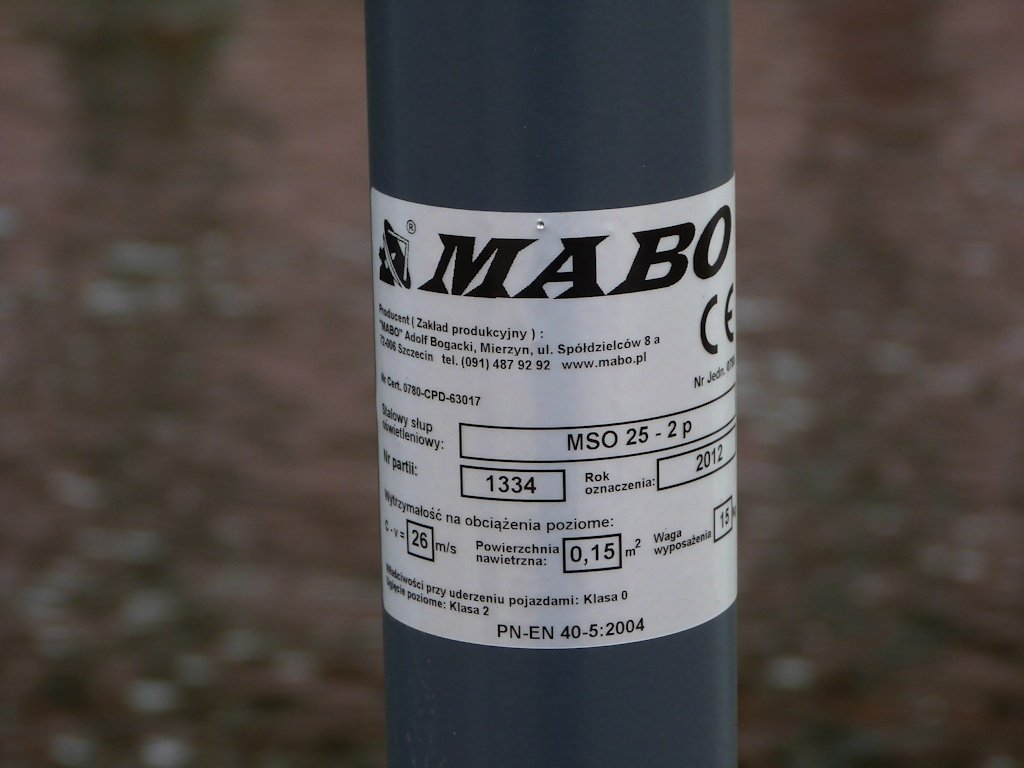 ® MABO
CE
Producent ( Zakład produkcyjny ) :
"MABO" Adolf Bogacki, Mierzyn, ul. Spółdzielców 8 a
72-006 Szczecin tel. (091) 487 92 92 www.mabo.pl
Nr Jedn.
Nr Cert. 0780-CPD-63017
Stalowy słup
oświetleniowy:
MSO 25 - 2 p
Nr partii:
1334
Rok
oznaczenia:
2012
Wytrzymałość na obciążenia poziome:
C - v = 26 m/s
Powierzchnia
nawietrzna:
0,15 m²
Waga
wyposażenia
15
Właściwości przy uderzeniu pojazdami: Klasa 0
Ugięcie poziome: Klasa 2
PN-EN 40-5:2004